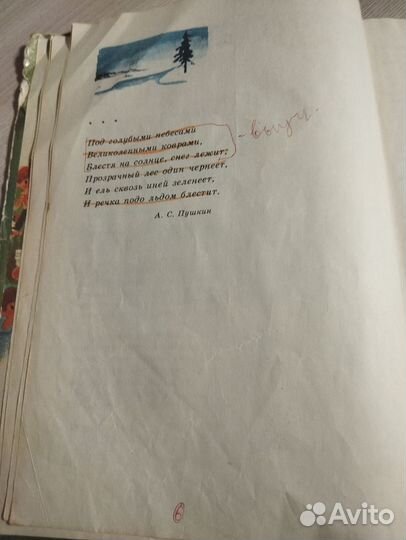 * * *
Под голубыми небесами
Великолепными коврами,
Блестя на солнце, снег лежит;
Прозрачный лес один чернеет,
И ель сквозь иней зеленеет,
И речка подо льдом блестит.
А. С. Пушкин
- выуч.
6
Avito